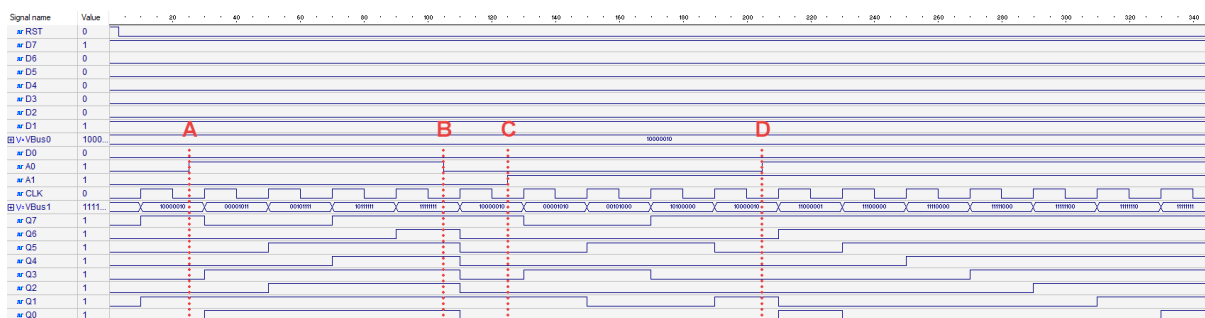 Signal name Value 20 40 60 80 100 120 140 160 180 200 220 240 260 280 300 320 340
RST 0
D7 1
D6 0
D5 0
D4 0
D3 0
D2 0
D1 1
A B C D
VBus0 1000... 10000010
D0 0
A0 1
A1 1
CLK 0
VBus1 1111... 10000010 00001011 00101111 10111111 11111111 10000010 00001010 00101000 10100000 10000010 11000001 11100000 11110000 11111000 11111100 11111110 11111111
Q7 1
Q6 1
Q5 1
Q4 1
Q3 1
Q2 1
Q1 1
Q0 1